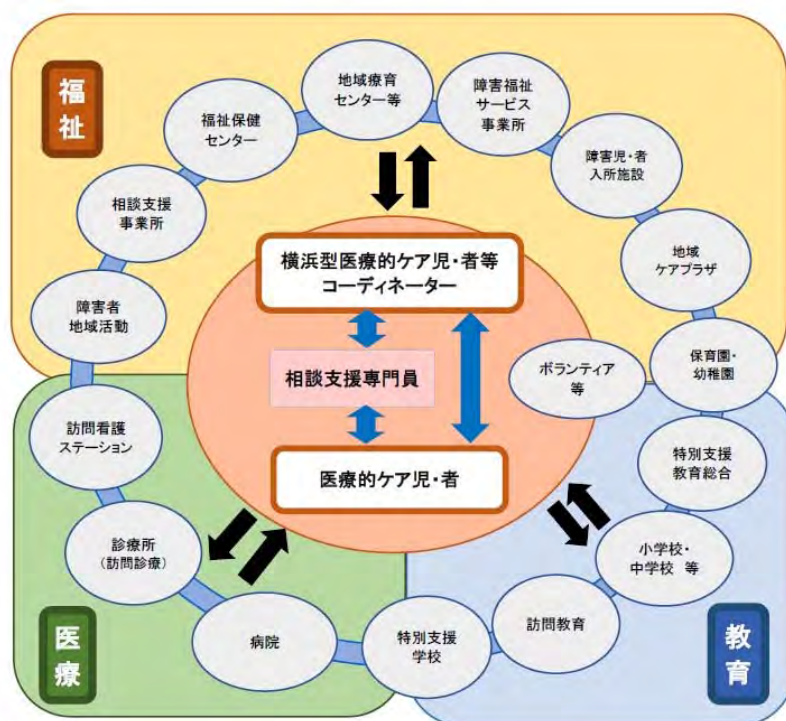 福祉
地域療育
センター等
障害福祉
サービス
事業所
福祉保健
センター
障害児・者
入所施設
相談支援
事業所
地域
ケアプラザ
障害者
地域活動
横浜型医療的ケア児・者等
コーディネーター
相談支援専門員
医療的ケア児・者
ボランティア
等
保育園・
幼稚園
訪問看護
ステーション
特別支援
教育総合
診療所
(訪問診療)
小学校・
中学校 等
病院
特別支援
学校
訪問教育
医療
教育